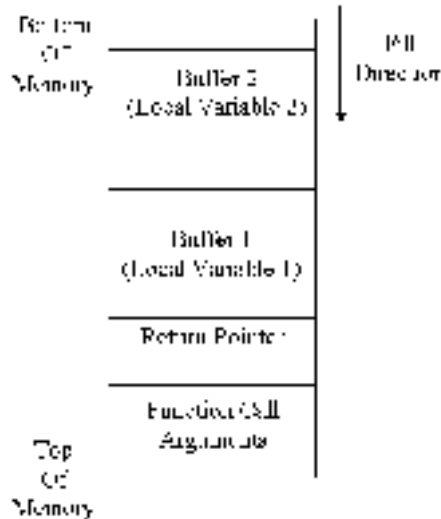 Bottom
Of
Memory
Fill
Direction
Buffer 2
(Local Variable 2)
Buffer 1
(Local Variable 1)
Return Pointer
Function Call
Arguments
Top
Of
Memory